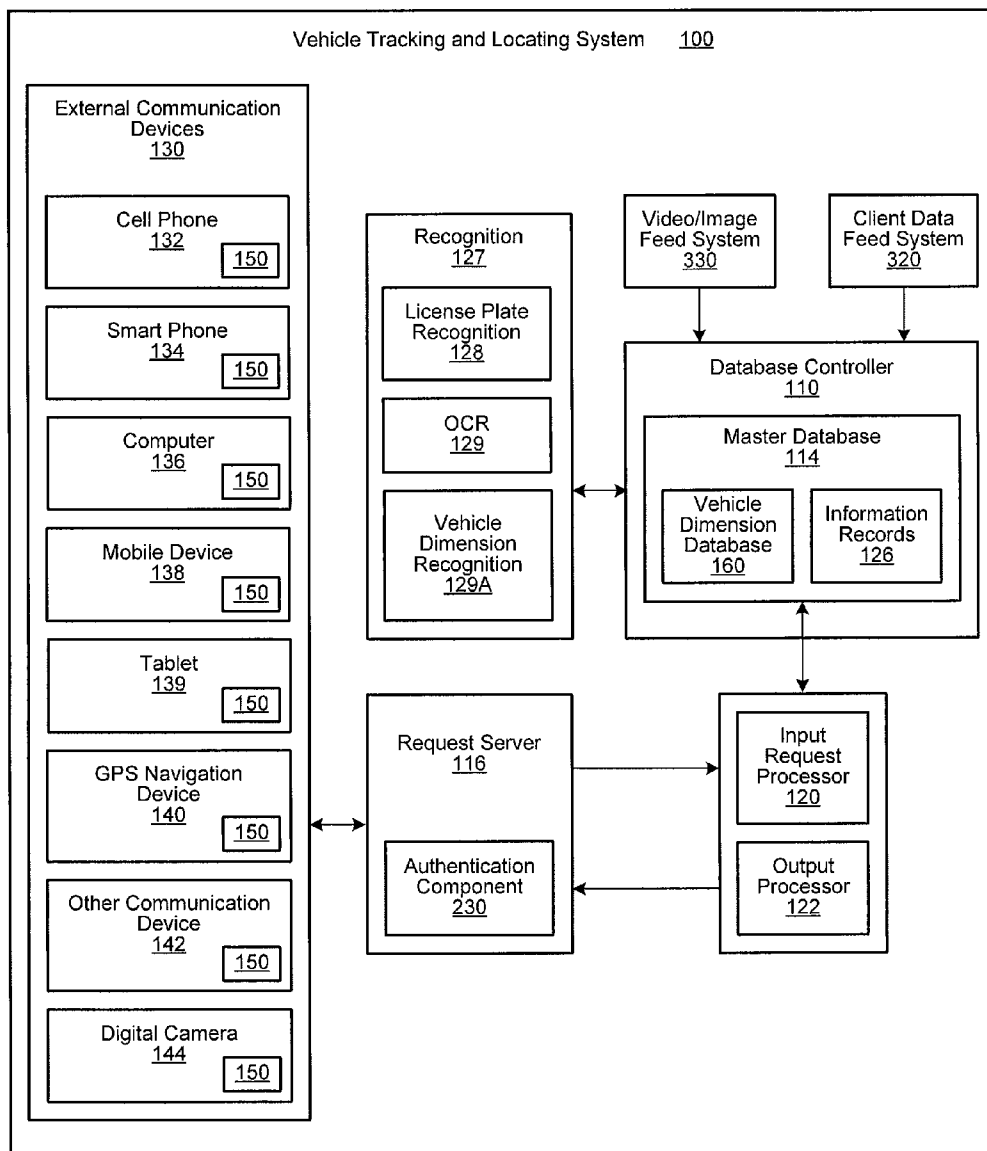 Vehicle Tracking and Locating System 100
External Communication
Devices
130
Cell Phone
132
150
Smart Phone
134
150
Computer
136
150
Mobile Device
138
150
Tablet
139
150
GPS Navigation
Device
140
150
Other Communication
Device
142
150
Digital Camera
144
150
Recognition
127
License Plate
Recognition
128
OCR
129
Vehicle
Dimension
Recognition
129A
Video/Image
Feed System
330
Client Data
Feed System
320
Database Controller
110
Master Database
114
Vehicle
Dimension
Database
160
Information
Records
126
Request Server
116
Authentication
Component
230
Input
Request
Processor
120
Output
Processor
122